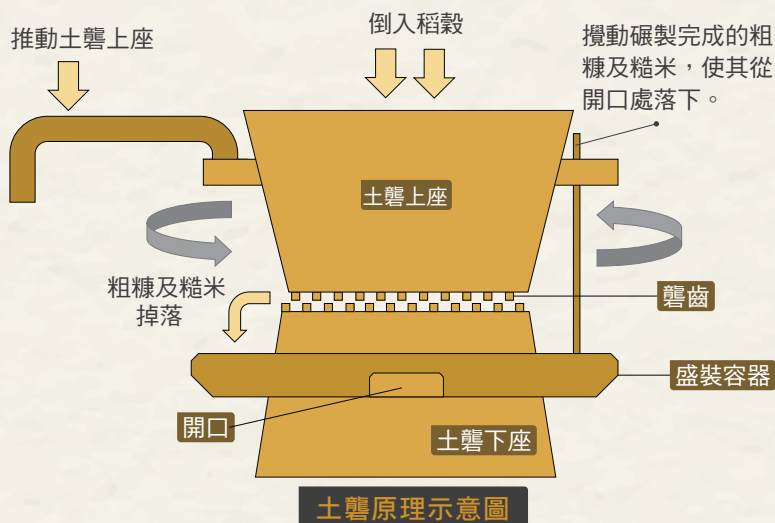 推動土礱上座
倒入稻穀
攪動碾製完成的粗
糠及糙米，使其從
開口處落下。
土礱上座
粗糠及糙米
掉落
礱齒
盛裝容器
開口
土礱下座
土礱原理示意圖